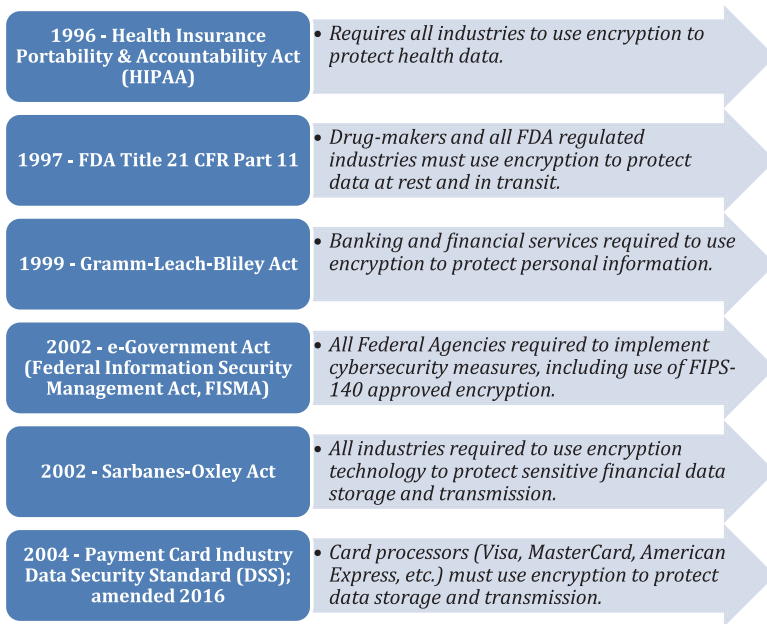 1996 - Health Insurance
Portability & Accountability Act
(HIPAA)
• Requires all industries to use encryption to
protect health data.
1997 - FDA Title 21 CFR Part 11
• Drug-makers and all FDA regulated
industries must use encryption to protect
data at rest and in transit.
1999 - Gramm-Leach-Bliley Act
• Banking and financial services required to use
encryption to protect personal information.
2002 - e-Government Act
(Federal Information Security
Management Act, FISMA)
• All Federal Agencies required to implement
cybersecurity measures, including use of FIPS-
140 approved encryption.
2002 - Sarbanes-Oxley Act
• All industries required to use encryption
technology to protect sensitive financial data
storage and transmission.
2004 - Payment Card Industry
Data Security Standard (DSS);
amended 2016
• Card processors (Visa, MasterCard, American
Express, etc.) must use encryption to protect
data storage and transmission.